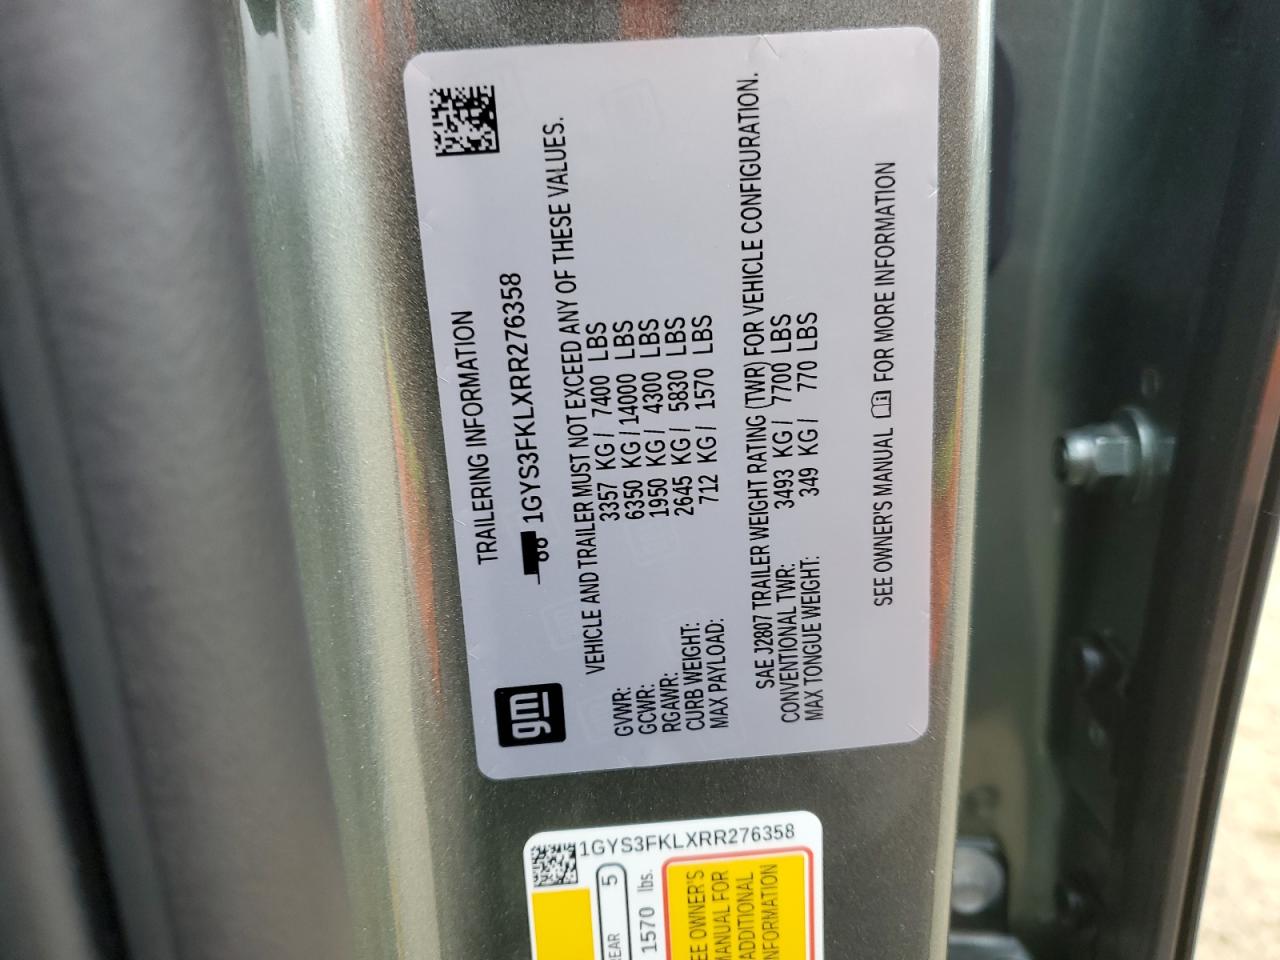 gm
TRAILERING INFORMATION
1GYS3FKLXRR276358
VEHICLE AND TRAILER MUST NOT EXCEED ANY OF THESE VALUES.
GVWR: 3357 KG / 7400 LBS
GCWR: 6350 KG / 14000 LBS
RGAWR: 1950 KG / 4300 LBS
CURB WEIGHT: 2645 KG / 5830 LBS
MAX PAYLOAD: 712 KG / 1570 LBS
SAE J2807 TRAILER WEIGHT RATING (TWR) FOR VEHICLE CONFIGURATION.
CONVENTIONAL TWR: 3493 KG / 7700 LBS
MAX TONGUE WEIGHT: 349 KG / 770 LBS
SEE OWNER'S MANUAL FOR MORE INFORMATION
1GYS3FKLXRR276358
EAR 5
1570 lbs.
EE OWNER'S
MANUAL FOR
ADDITIONAL
NFORMATION